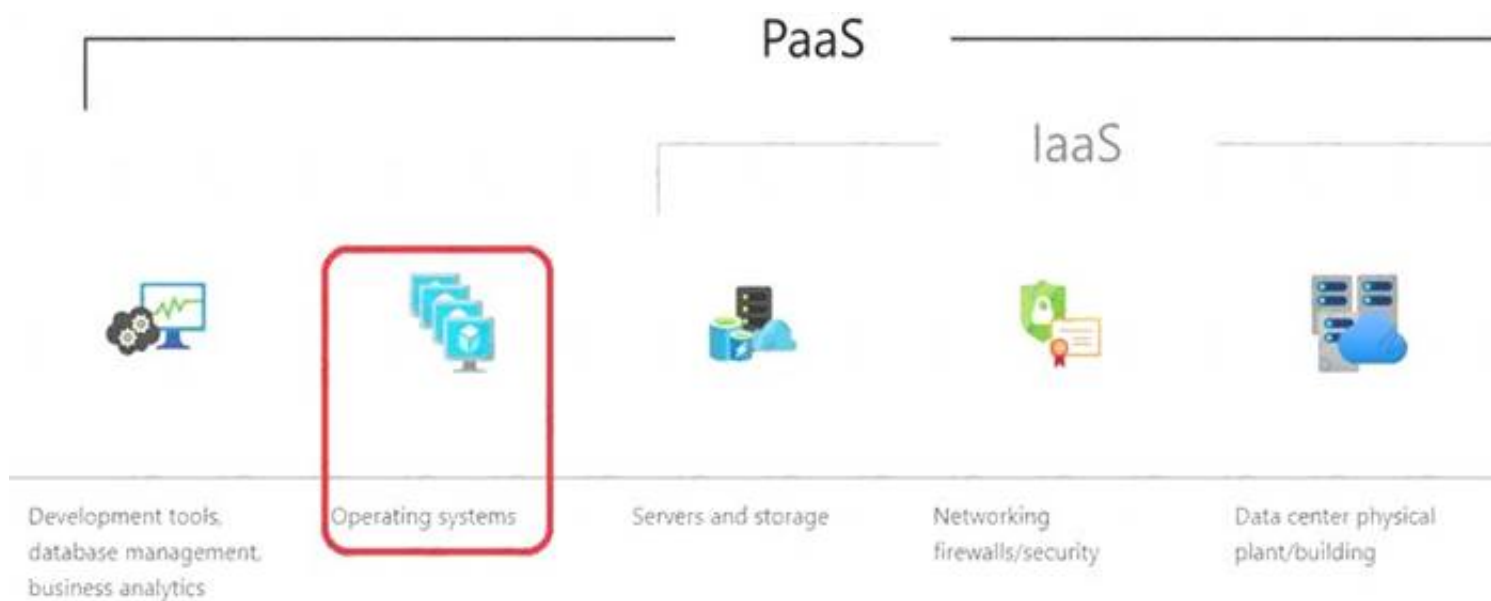 PaaS
IaaS
Development tools,
database management,
business analytics
Operating systems
Servers and storage
Networking
firewalls/security
Data center physical
plant/building